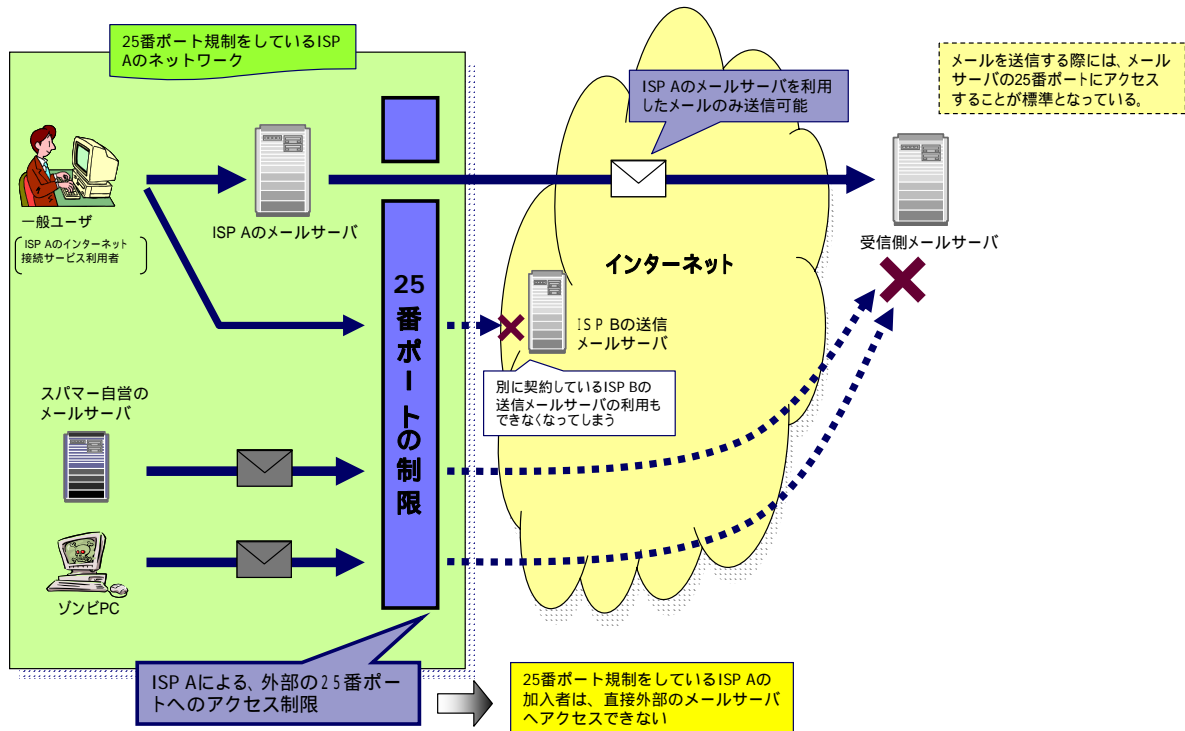 25番ポート規制をしているISP
Aのネットワーク
メールを送信する際には、メール
サーバの25番ポートにアクセス
することが標準となっている。
ISP Aのメールサーバを利用
したメールのみ送信可能
一般ユーザ
ISP Aのインターネット
接続サービス利用者
ISP Aのメールサーバ
受信側メールサーバ
インターネット
25番ポートの制限
ISP Bの送信
メールサーバ
別に契約しているISP Bの
送信メールサーバの利用も
できなくなってしまう
スパマー自営の
メールサーバ
ゾンビPC
ISP Aによる、外部の25番ポー
トへのアクセス制限
25番ポート規制をしているISP Aの
加入者は、直接外部のメールサーバ
へアクセスできない